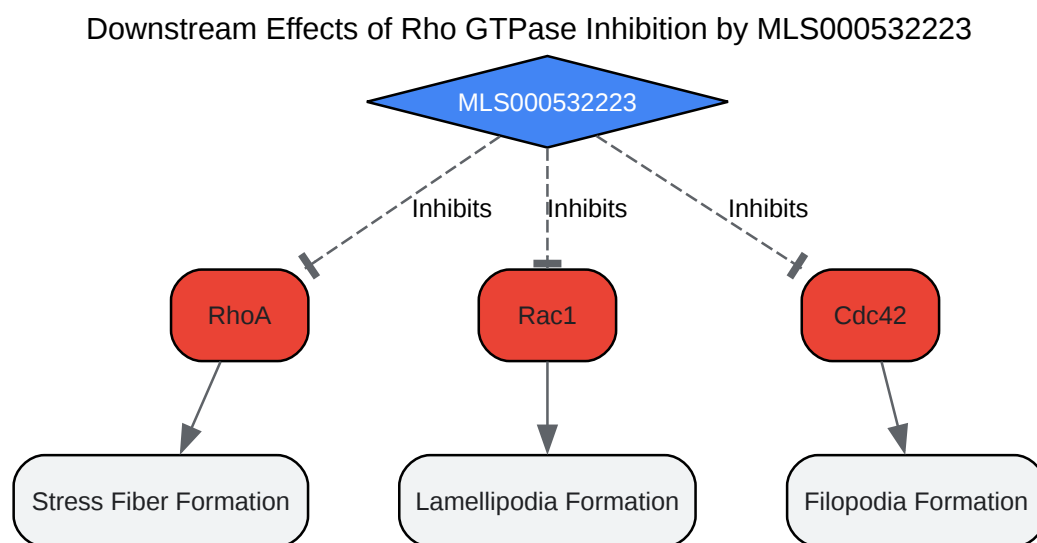 Downstream Effects of Rho GTPase Inhibition by MLS000532223
MLS000532223
Inhibits
Inhibits
Inhibits
RhoA
Rac1
Cdc42
Stress Fiber Formation
Lamellipodia Formation
Filopodia Formation